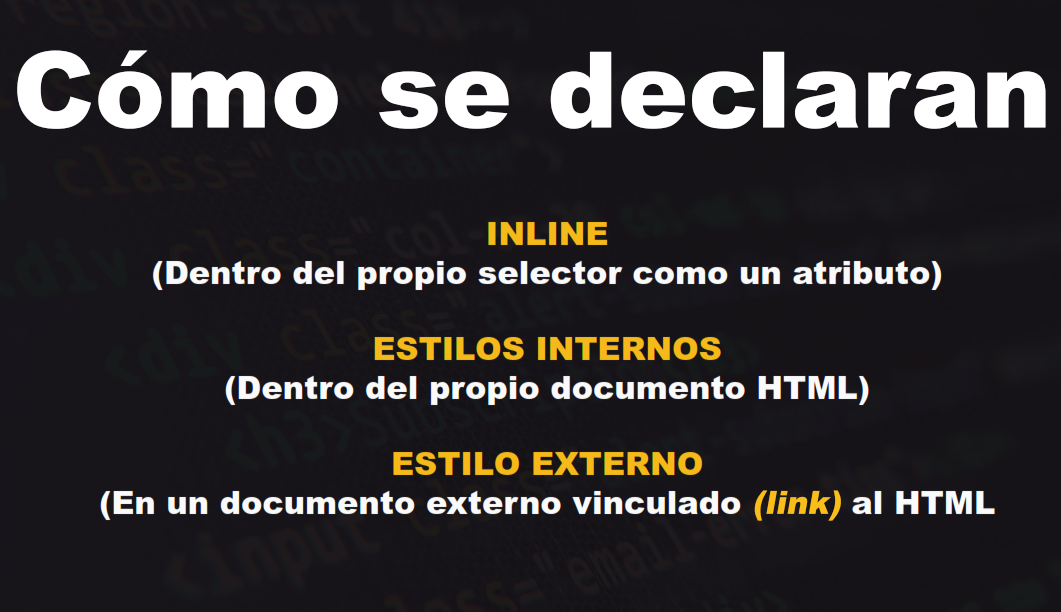 Cómo se declaran
INLINE
(Dentro del propio selector como un atributo)
ESTILOS INTERNOS
(Dentro del propio documento HTML)
ESTILO EXTERNO
(En un documento externo vinculado (link) al HTML